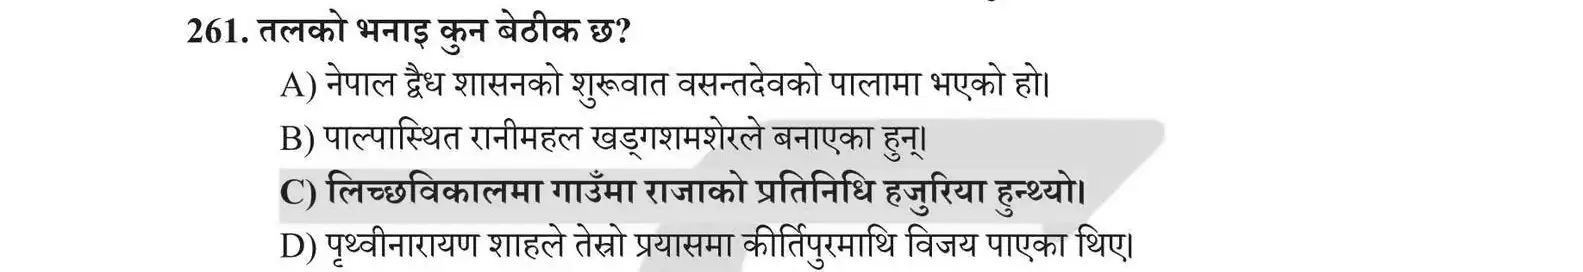 261. तलको भनाइ कुन बेठीक छ?
A) नेपाल द्वैध शासनको शुरूवात वसन्तदेवको पालामा भएको हो।
B) पाल्पास्थित रानीमहल खड्गशमशेरले बनाएका हुन्।
C) लिच्छविकालमा गाउँमा राजाको प्रतिनिधि हजुरिया हुन्थ्यो।
D) पृथ्वीनारायण शाहले तेस्रो प्रयासमा कीर्तिपुरमाथि विजय पाएका थिए।